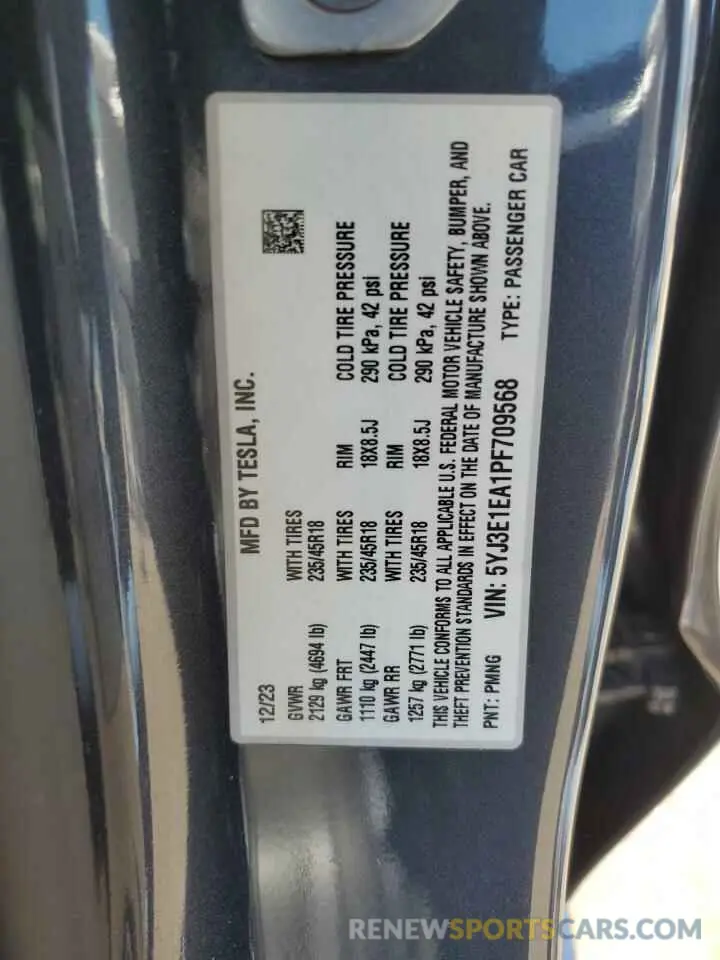 MFD BY TESLA, INC.
12/23
GVWR WITH TIRES
2129 kg (4694 lb) 235/45R18
GAWR FRT WITH TIRES RIM COLD TIRE PRESSURE
1110 kg (2447 lb) 235/45R18 18X8.5J 290 kPa, 42 psi
GAWR RR WITH TIRES RIM COLD TIRE PRESSURE
1257 kg (2771 lb) 235/45R18 18X8.5J 290 kPa, 42 psi
THIS VEHICLE CONFORMS TO ALL APPLICABLE U.S. FEDERAL MOTOR VEHICLE SAFETY, BUMPER, AND
THEFT PREVENTION STANDARDS IN EFFECT ON THE DATE OF MANUFACTURE SHOWN ABOVE.
PNT: PMNG VIN: 5YJ3E1EA1PF709568 TYPE: PASSENGER CAR
RENEWSPORTSCARS.COM